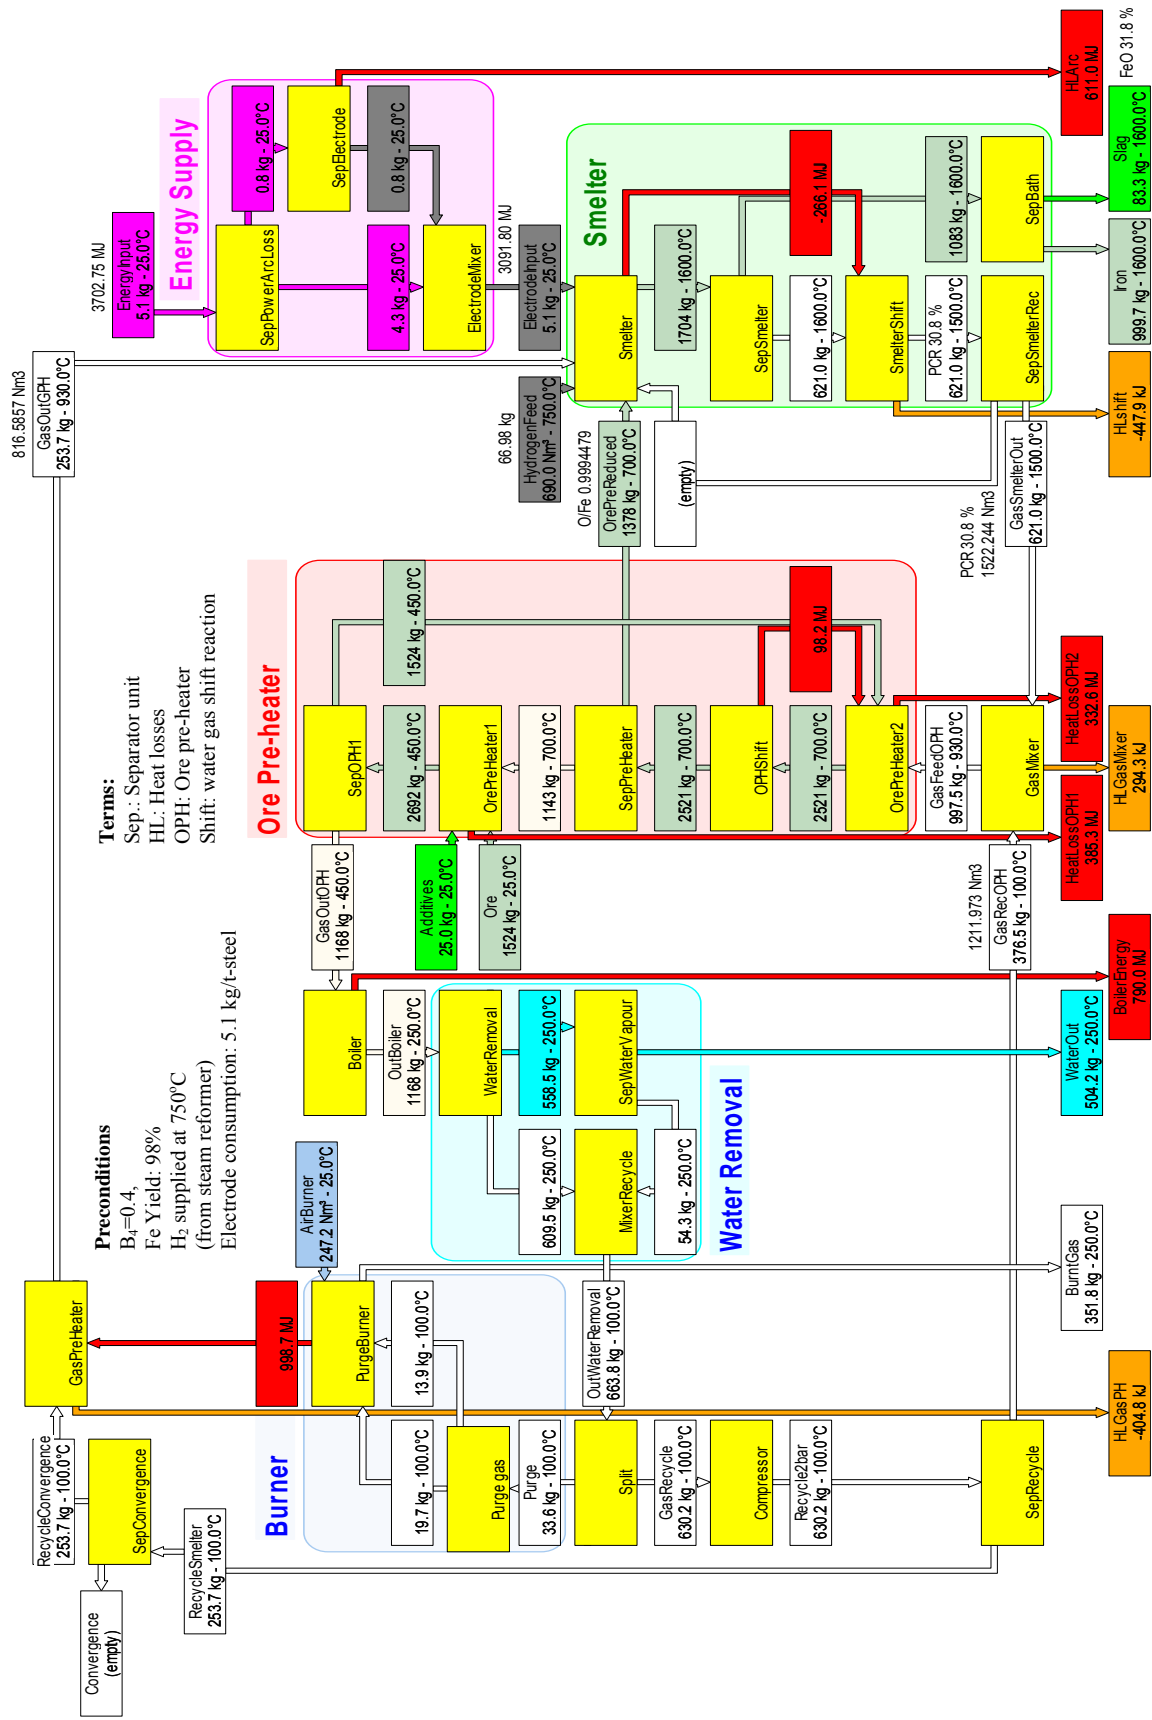 Convergence
(empty)
RecycleConvergence
253.7 kg - 100.0°C
SepConvergence
RecycleSmelter
253.7 kg - 100.0°C
GasPreHeater
816.5857 Nm3
GasOutGPH
253.7 kg - 930.0°C
Preconditions
B₄=0.4,
Fe Yield: 98%
H₂ supplied at 750°C
(from steam reformer)
Electrode consumption: 5.1 kg/t-steel
Terms:
Sep.: Separator unit
HL: Heat losses
OPH: Ore pre-heater
Shift: water gas shift reaction
Burner
998.7 MJ
AirBurner
247.2 Nm³ - 25.0°C
PurgeBurner
19.7 kg - 100.0°C
13.9 kg - 100.0°C
Purge gas
Purge
33.6 kg - 100.0°C
OutWaterRemoval
663.8 kg - 100.0°C
Split
GasRecycle
630.2 kg - 100.0°C
Compressor
Recycle2bar
630.2 kg - 100.0°C
SepRecycle
HLGasPH
-404.8 kJ
BurntGas
351.8 kg - 250.0°C
Boiler
OutBoiler
1168 kg - 250.0°C
WaterRemoval
609.5 kg - 250.0°C
558.5 kg - 250.0°C
MixerRecycle
SepWaterVapour
54.3 kg - 250.0°C
Water Removal
WaterOut
504.2 kg - 250.0°C
BoilerEnergy
790.0 MJ
Ore Pre-heater
GasOutOPH
1168 kg - 450.0°C
SepOPH1
1524 kg - 450.0°C
2692 kg - 450.0°C
Additives
25.0 kg - 25.0°C
OrePreHeater1
Ore
1524 kg - 25.0°C
1143 kg - 700.0°C
SepPreHeater
2521 kg - 700.0°C
OPHShift
98.2 MJ
2521 kg - 700.0°C
OrePreHeater2
GasFeedOPH
997.5 kg - 930.0°C
1211.973 Nm3
GasRecOPH
376.5 kg - 100.0°C
GasMixer
HeatLossOPH1
385.3 MJ
HLGasMixer
294.3 kJ
HeatLossOPH2
332.6 MJ
Energy Supply
3702.75 MJ
EnergyInput
5.1 kg - 25.0°C
SepPowerArcLoss
0.8 kg - 25.0°C
SepElectrode
0.8 kg - 25.0°C
4.3 kg - 25.0°C
ElectrodeMixer
3091.80 MJ
ElectrodeInput
5.1 kg - 25.0°C
66.98 kg
HydrogenFeed
690.0 Nm³ - 750.0°C
O/Fe 0.9994479
OrePreReduced
1378 kg - 700.0°C
(empty)
Smelter
Smelter
1704 kg - 1600.0°C
SepSmelter
-266.1 MJ
621.0 kg - 1600.0°C
SmelterShift
1083 kg - 1600.0°C
PCR 30.8 %
621.0 kg - 1500.0°C
SepSmelterRec
SepBath
PCR 30.8 %
1522.244 Nm3
GasSmelterOut
621.0 kg - 1500.0°C
HLshift
-447.9 kJ
Iron
999.7 kg - 1600.0°C
Slag
83.3 kg - 1600.0°C
FeO 31.8 %
HLArc
611.0 MJ